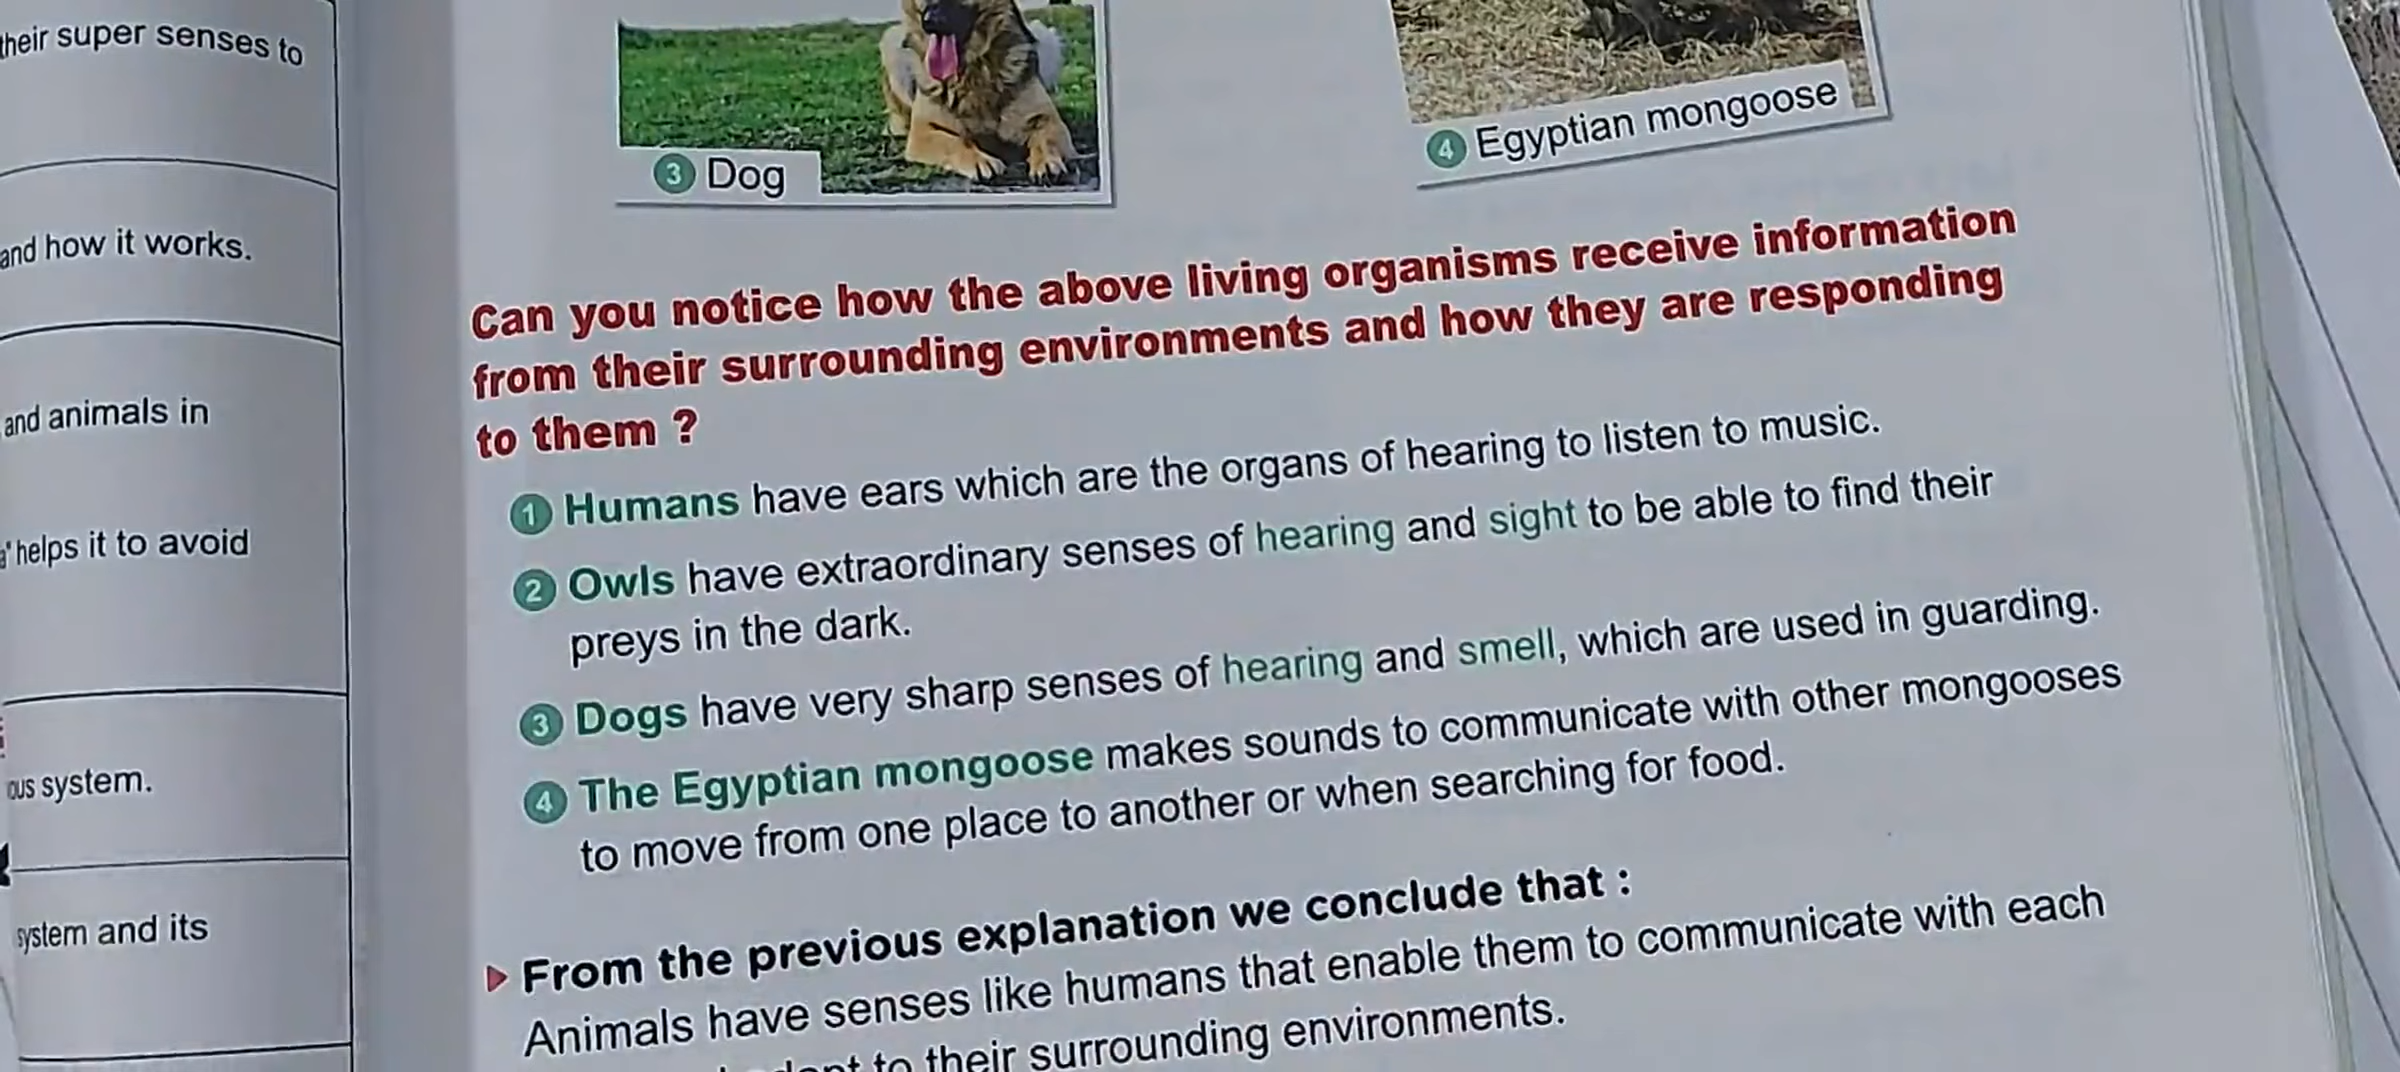 their super senses to
and how it works.
and animals in
helps it to avoid
system.
system and its
3 Dog
4 Egyptian mongoose
Can you notice how the above living organisms receive information
from their surrounding environments and how they are responding
to them ?
1 Humans have ears which are the organs of hearing to listen to music.
2 Owls have extraordinary senses of hearing and sight to be able to find their
preys in the dark.
3 Dogs have very sharp senses of hearing and smell, which are used in guarding.
4 The Egyptian mongoose makes sounds to communicate with other mongooses
to move from one place to another or when searching for food.
From the previous explanation we conclude that :
Animals have senses like humans that enable them to communicate with each
to their surrounding environments.